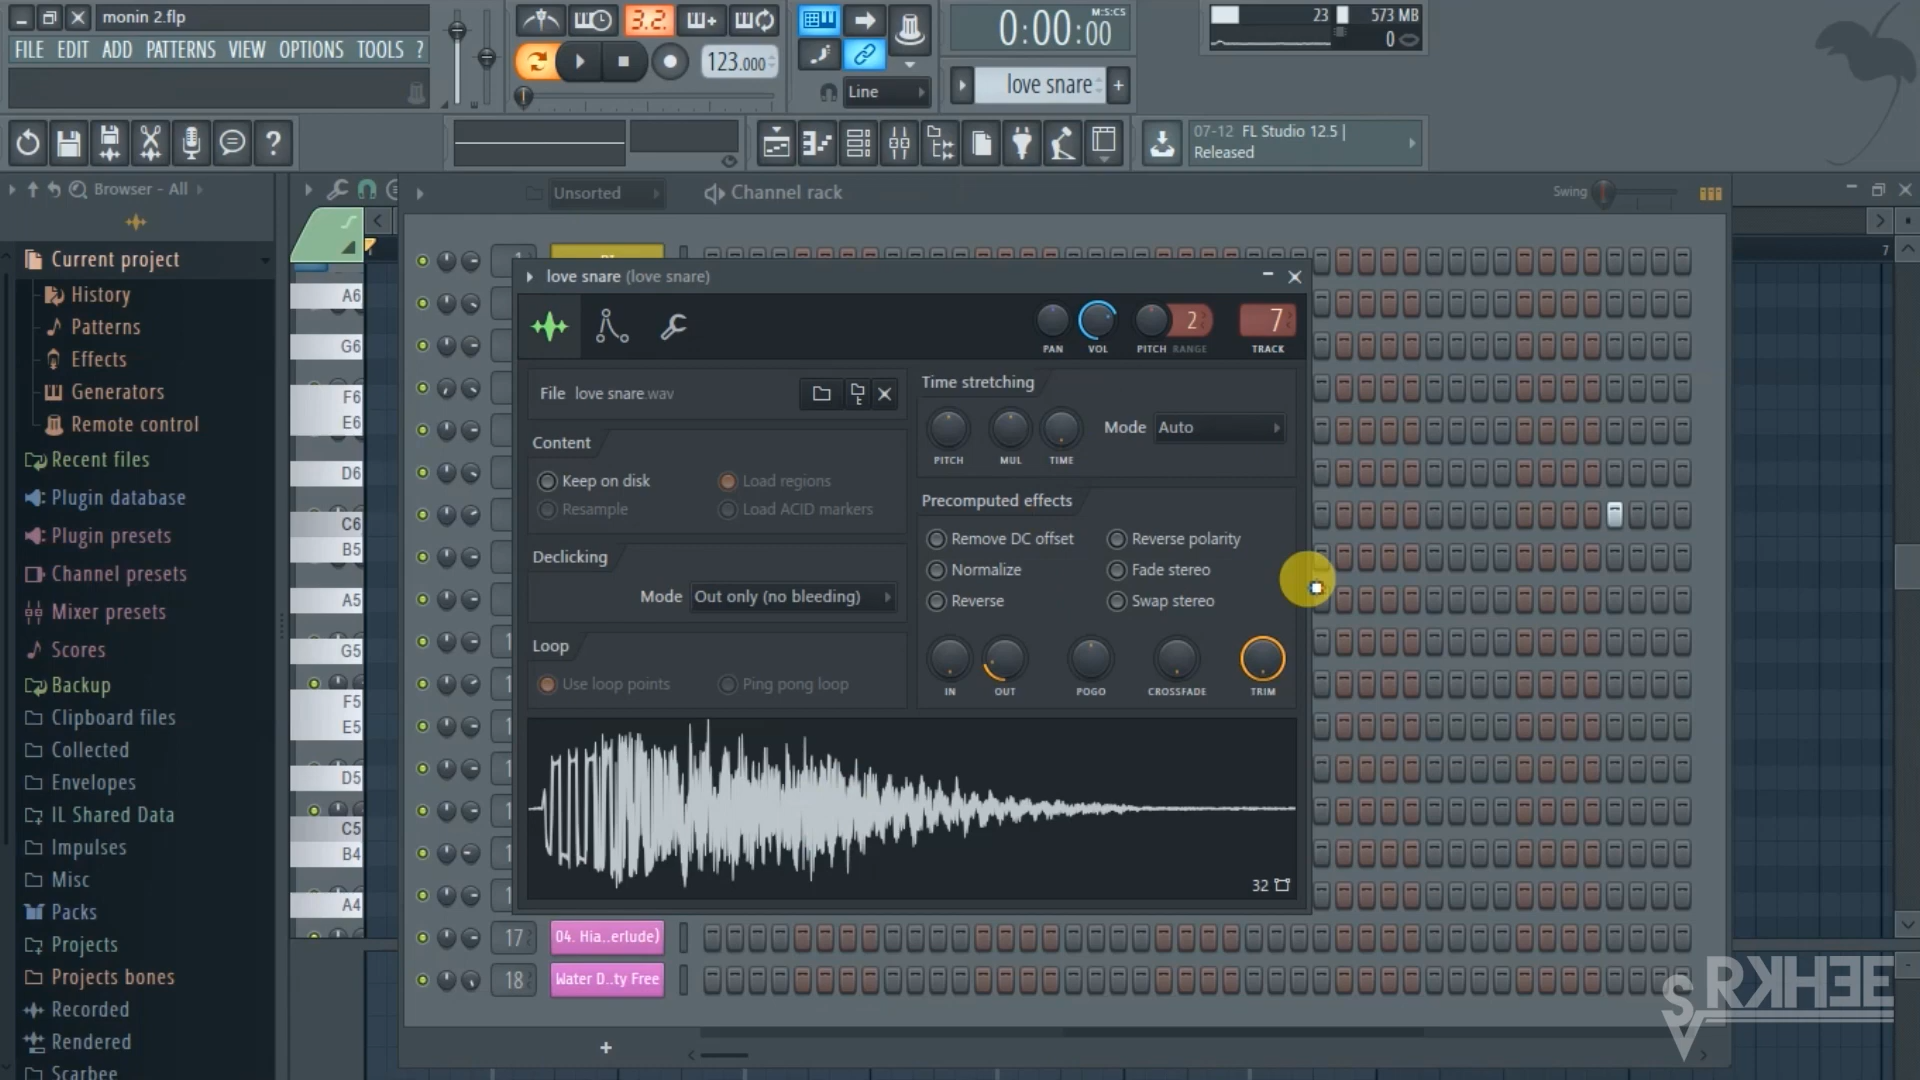 monin 2.flp
FILE EDIT ADD PATTERNS VIEW OPTIONS TOOLS ?
3.2.
123.000
0:00:00
M:S:CS
23
573 MB
0
Line
love snare
07-12 FL Studio 12.5 |
Released
Browser - All
Unsorted
Channel rack
Swing
Current project
History
Patterns
Effects
Generators
Remote control
Recent files
Plugin database
Plugin presets
Channel presets
Mixer presets
Scores
Backup
Clipboard files
Collected
Envelopes
IL Shared Data
Impulses
Misc
Packs
Projects
Projects bones
Recorded
Rendered
Scarbee
A6
G6
F6
E6
D6
C6
B5
A5
G5
F5
E5
D5
C5
B4
A4
7
love snare (love snare)
2
7
PAN
VOL
PITCH RANGE
TRACK
File love snare.wav
Content
Keep on disk
Load regions
Resample
Load ACID markers
Declicking
Mode Out only (no bleeding)
Loop
Use loop points
Ping pong loop
Time stretching
PITCH
MUL
TIME
Mode Auto
Precomputed effects
Remove DC offset
Reverse polarity
Normalize
Fade stereo
Reverse
Swap stereo
IN
OUT
POGO
CROSSFADE
TRIM
32
17 04. Hia..erlude)
18 Water D..ty Free